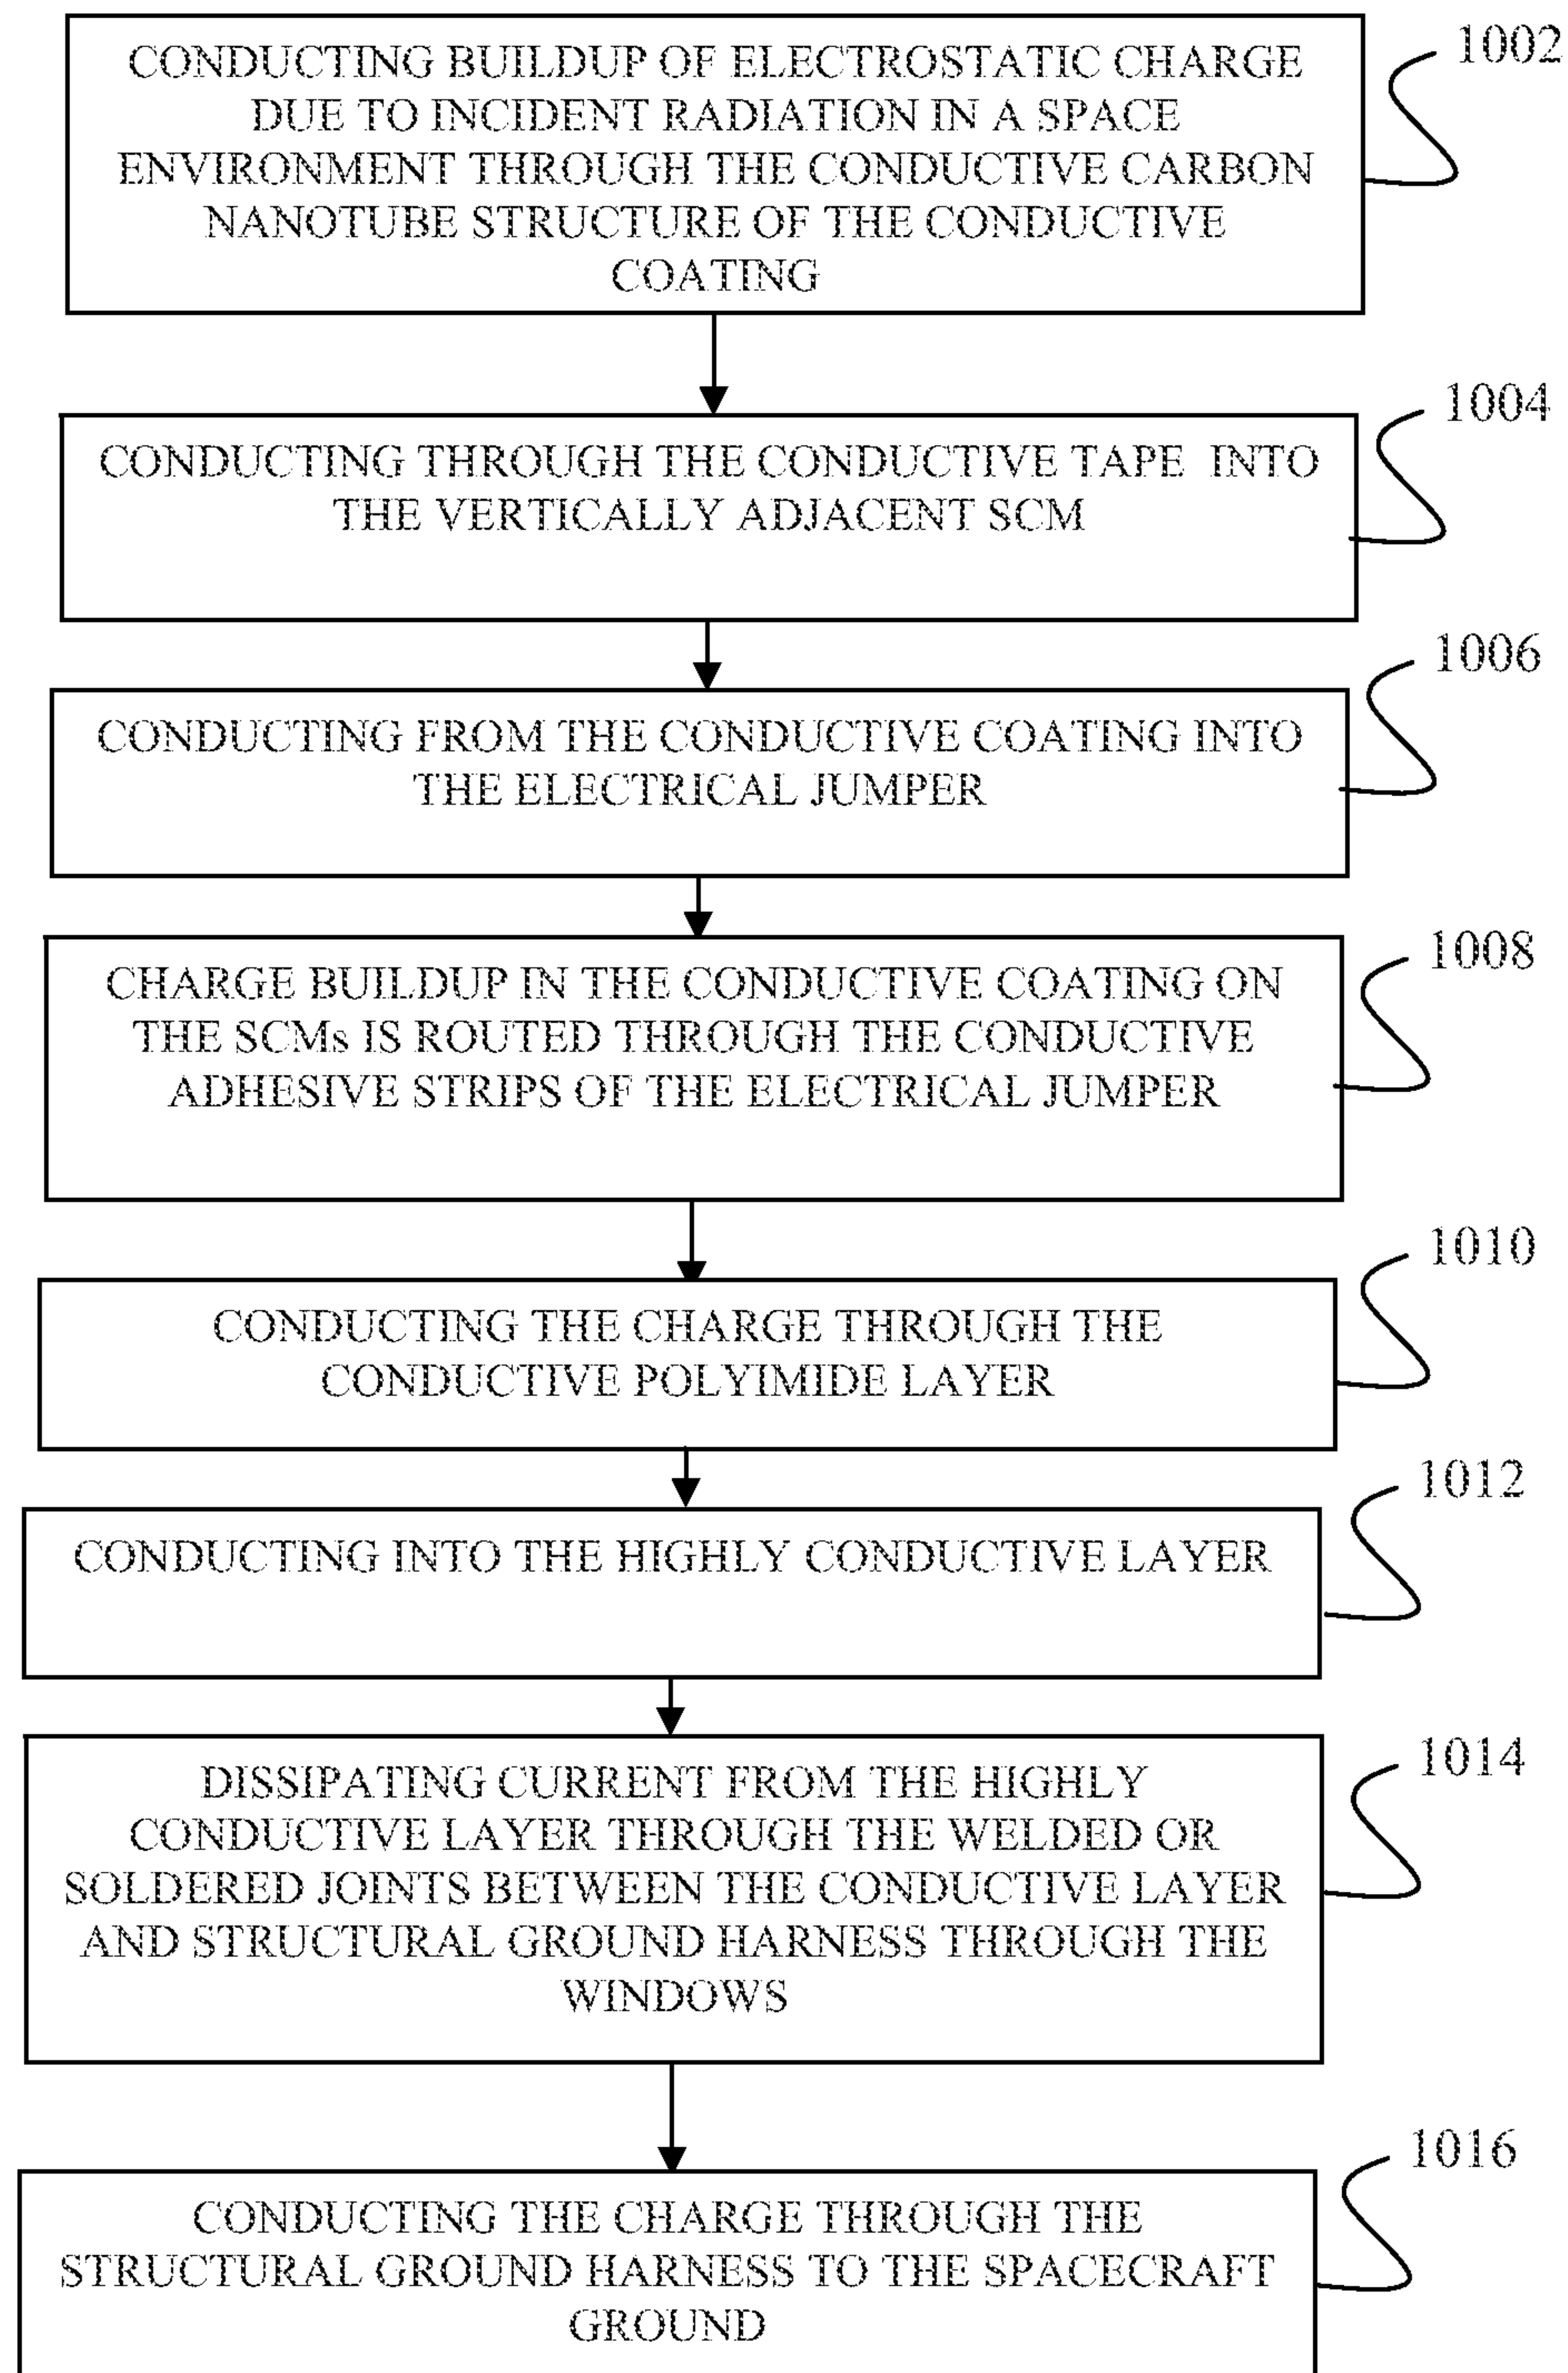 CONDUCTING BUILDUP OF ELECTROSTATIC CHARGE
DUE TO INCIDENT RADIATION IN A SPACE
ENVIRONMENT THROUGH THE CONDUCTIVE CARBON
NANOTUBE STRUCTURE OF THE CONDUCTIVE
COATING
1002
CONDUCTING THROUGH THE CONDUCTIVE TAPE INTO
THE VERTICALLY ADJACENT SCM
1004
CONDUCTING FROM THE CONDUCTIVE COATING INTO
THE ELECTRICAL JUMPER
1006
CHARGE BUILDUP IN THE CONDUCTIVE COATING ON
THE SCMs IS ROUTED THROUGH THE CONDUCTIVE
ADHESIVE STRIPS OF THE ELECTRICAL JUMPER
1008
CONDUCTING THE CHARGE THROUGH THE
CONDUCTIVE POLYIMIDE LAYER
1010
CONDUCTING INTO THE HIGHLY CONDUCTIVE LAYER
1012
DISSIPATING CURRENT FROM THE HIGHLY
CONDUCTIVE LAYER THROUGH THE WELDED OR
SOLDERED JOINTS BETWEEN THE CONDUCTIVE LAYER
AND STRUCTURAL GROUND HARNESS THROUGH THE
WINDOWS
1014
CONDUCTING THE CHARGE THROUGH THE
STRUCTURAL GROUND HARNESS TO THE SPACECRAFT
GROUND
1016